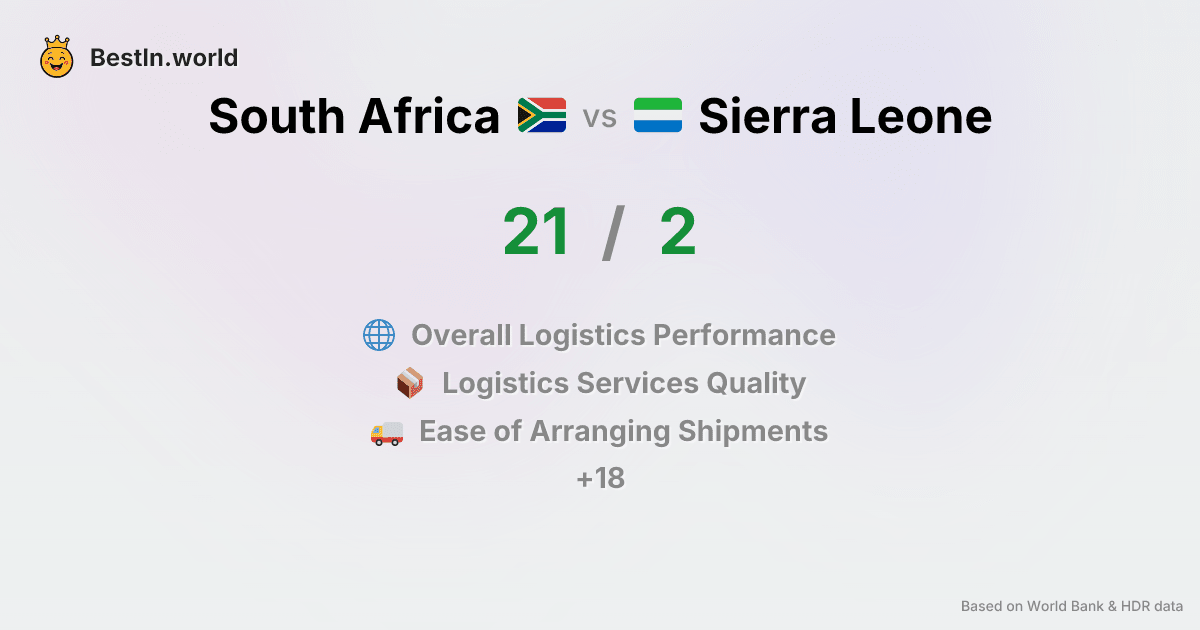 BestIn.world
South Africa vs Sierra Leone
21 / 2
Overall Logistics Performance
Logistics Services Quality
Ease of Arranging Shipments
+18
Based on World Bank & HDR data